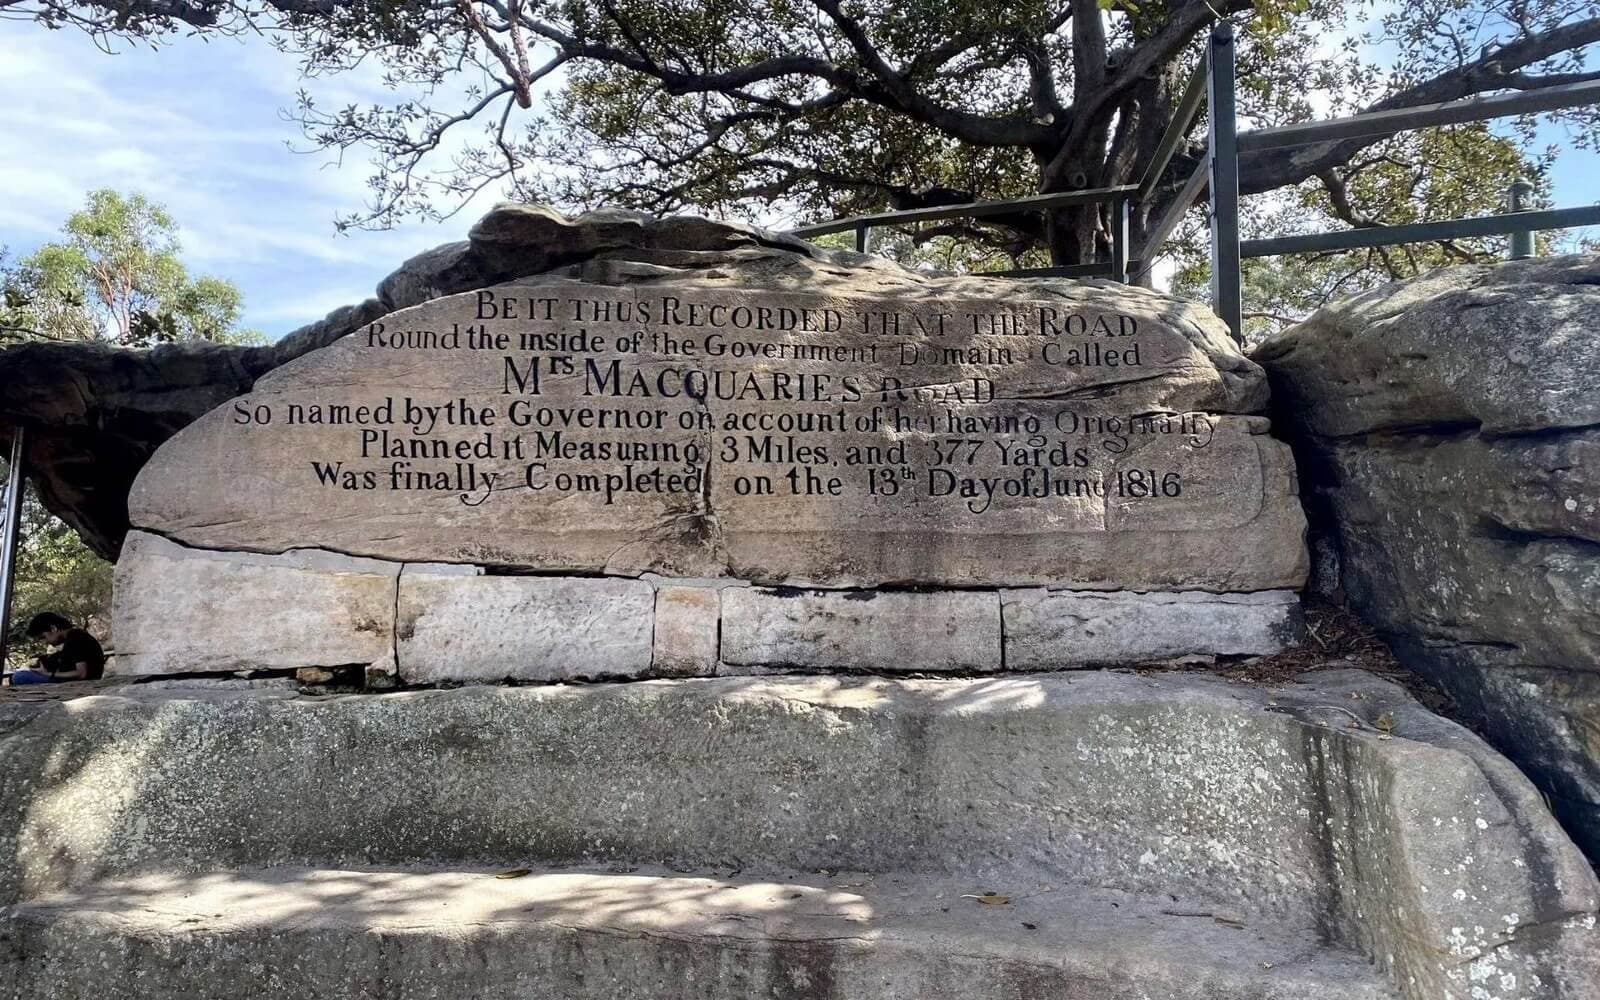 BE IT THUS RECORDED THAT THE ROAD
Round the inside of the Government Domain Called
Mrs MACQUARIES ROAD
So named by the Governor on account of her having Originally
Planned it Measuring 3 Miles, and 377 Yards
Was finally Completed on the 13th Day of June 1816